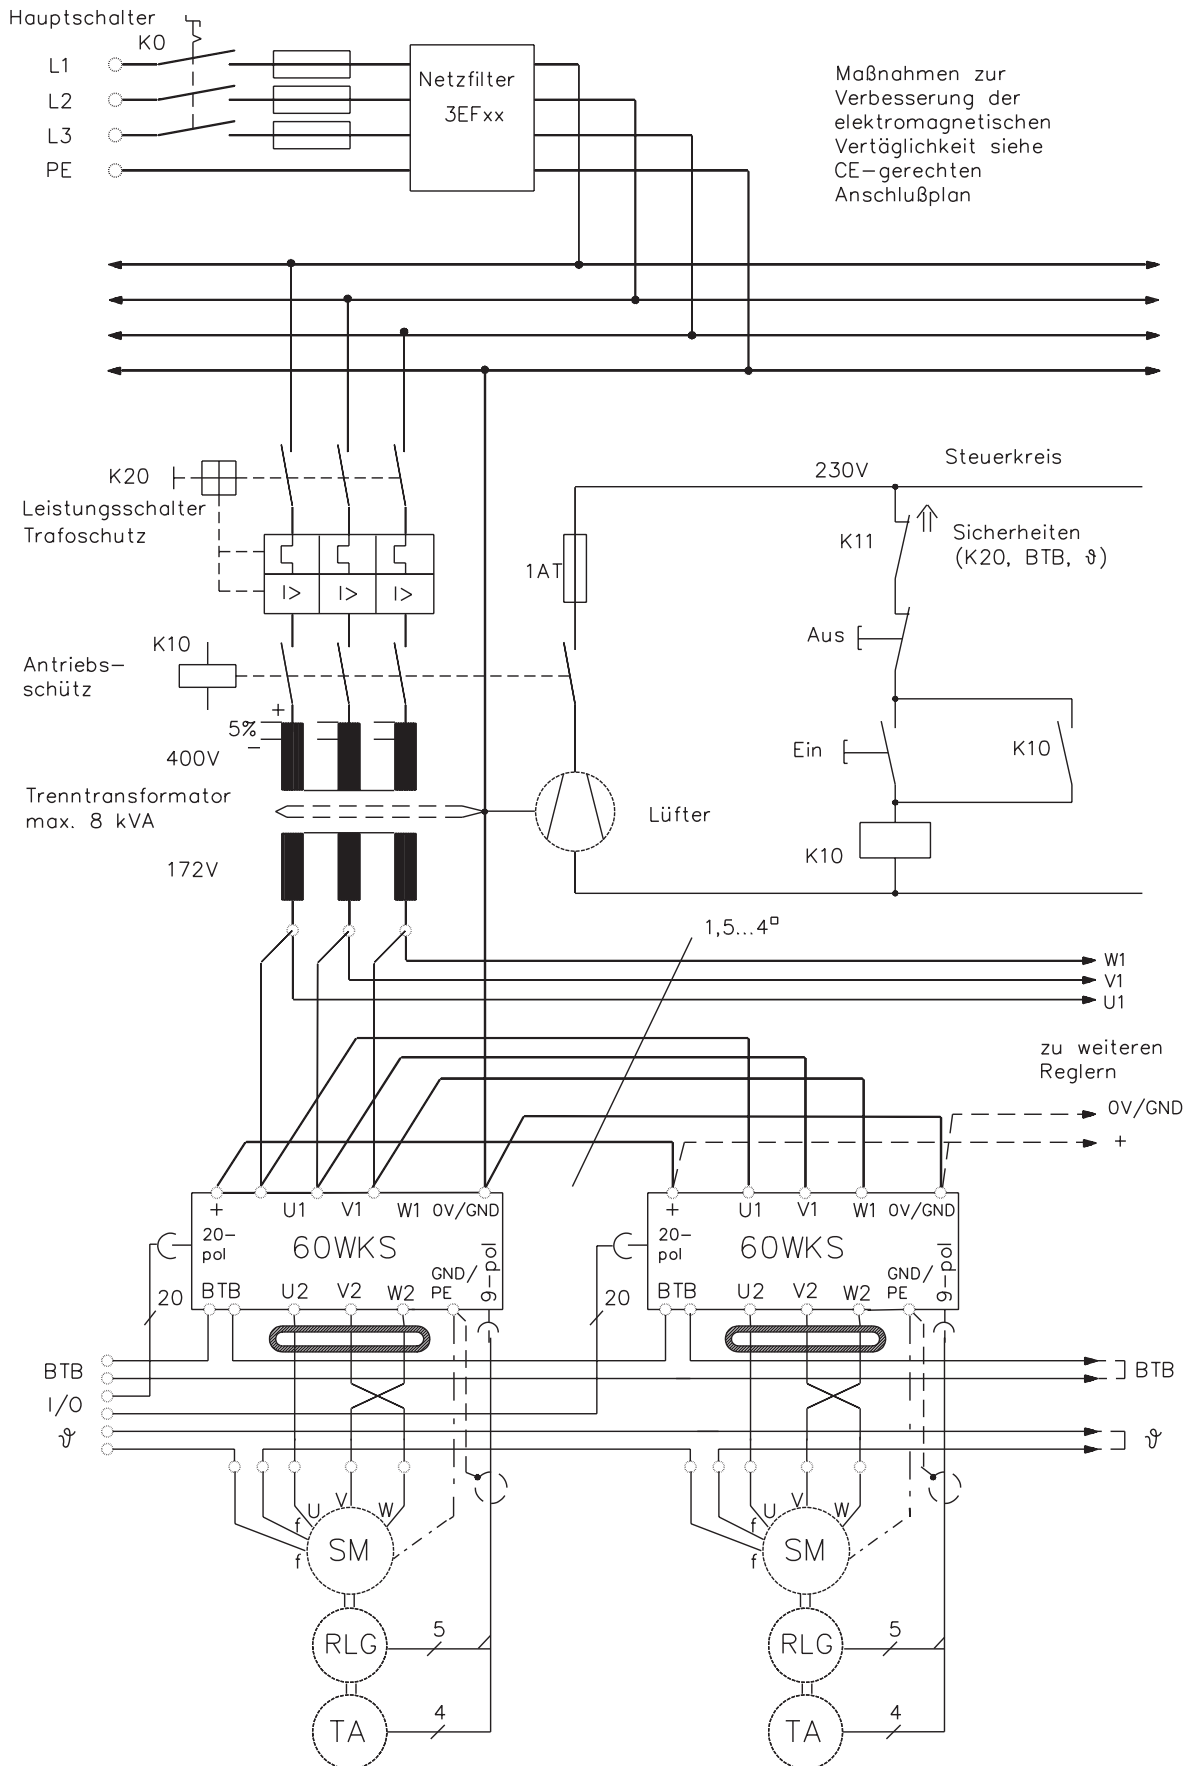 Hauptschalter
K0
L1
L2
L3
PE
Netzfilter
3EFxx
Maßnahmen zur
Verbesserung der
elektromagnetischen
Vertäglichkeit siehe
CE-gerechten
Anschlußplan
K20
Leistungsschalter
Trafoschutz
I>
I>
I>
K10
Antriebs-
schütz
+
5%
–
400V
Trenntransformator
max. 8 kVA
172V
1AT
Lüfter
230V
Steuerkreis
K11
Sicherheiten
(K20, BTB, ϑ)
Aus
Ein
K10
K10
1,5...4□
W1
V1
U1
zu weiteren
Reglern
0V/GND
+
+ U1 V1 W1 0V/GND
20-
pol
60WKS
9-pol
GND/
PE
BTB U2 V2 W2
20
+ U1 V1 W1 0V/GND
20-
pol
60WKS
9-pol
GND/
PE
BTB U2 V2 W2
20
BTB
I/O
ϑ
BTB
ϑ
U V W
f
f
SM
RLG
5
TA
4
U V W
f
f
SM
RLG
5
TA
4